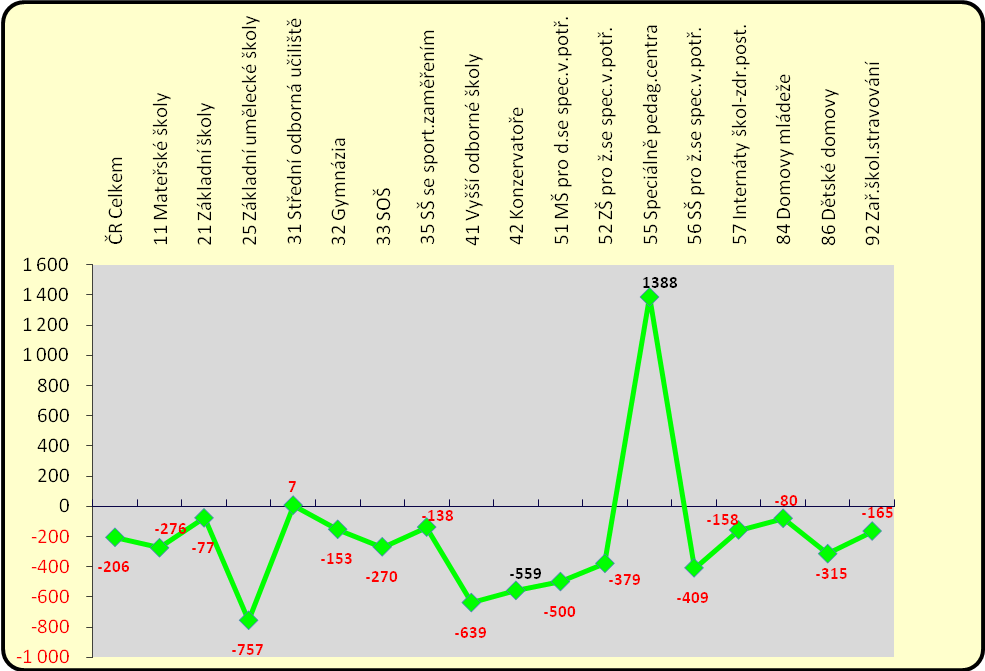 ČR Celkem
11 Mateřské školy
21 Základní školy
25 Základní umělecké školy
31 Střední odborná učiliště
32 Gymnázia
33 SOŠ
35 SŠ se sport.zaměřením
41 Vyšší odborné školy
42 Konzervatoře
51 MŠ pro d.se spec.v.potř.
52 ZŠ pro ž.se spec.v.potř.
55 Speciálně pedag.centra
56 SŠ pro ž.se spec.v.potř.
57 Internáty škol-zdr.post.
84 Domovy mládeže
86 Dětské domovy
92 Zař.škol.stravování
1 600
1 400
1 200
1 000
800
600
400
200
0
-200
-400
-600
-800
-1 000
-206
-276
-77
-757
7
-153
-270
-138
-639
-559
-500
-379
1388
-409
-158
-80
-315
-165